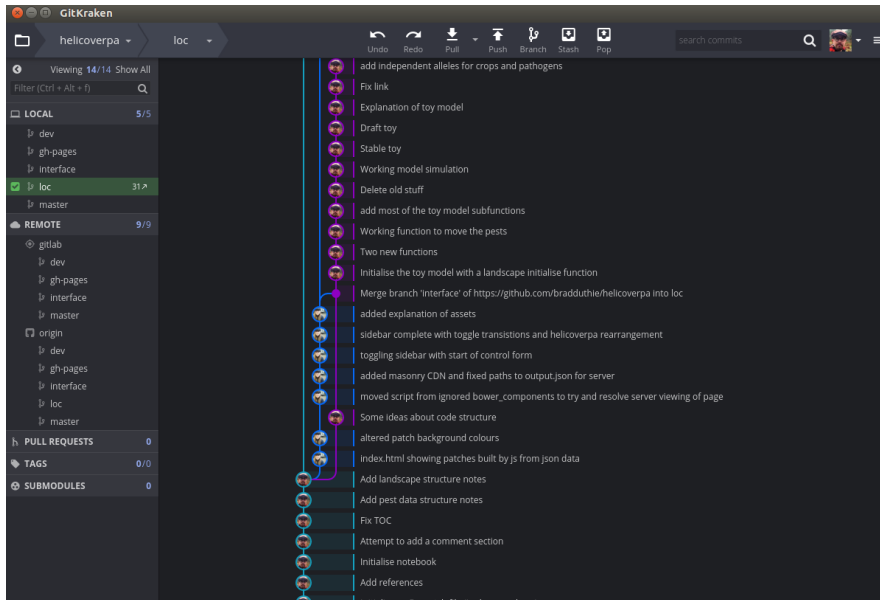 GitKraken
helicoverpa
loc
Undo
Redo
Pull
Push
Branch
Stash
Pop
search commits
Viewing 14/14 Show All
Filter (Ctrl + Alt + f)
LOCAL 5/5
dev
gh-pages
interface
loc 31↗
master
REMOTE 9/9
gitlab
dev
gh-pages
interface
master
origin
dev
gh-pages
interface
loc
master
PULL REQUESTS 0
TAGS 0/0
SUBMODULES 0
add independent alleles for crops and pathogens
Fix link
Explanation of toy model
Draft toy
Stable toy
Working model simulation
Delete old stuff
add most of the toy model subfunctions
Working function to move the pests
Two new functions
Initialise the toy model with a landscape initialise function
Merge branch 'interface' of https://github.com/bradduthie/helicoverpa into loc
added explanation of assets
sidebar complete with toggle transistions and helicoverpa rearrangement
toggling sidebar with start of control form
added masonry CDN and fixed paths to output.json for server
moved script from ignored bower_components to try and resolve server viewing of page
Some ideas about code structure
altered patch background colours
index.html showing patches built by js from json data
Add landscape structure notes
Add pest data structure notes
Fix TOC
Attempt to add a comment section
Initialise notebook
Add references